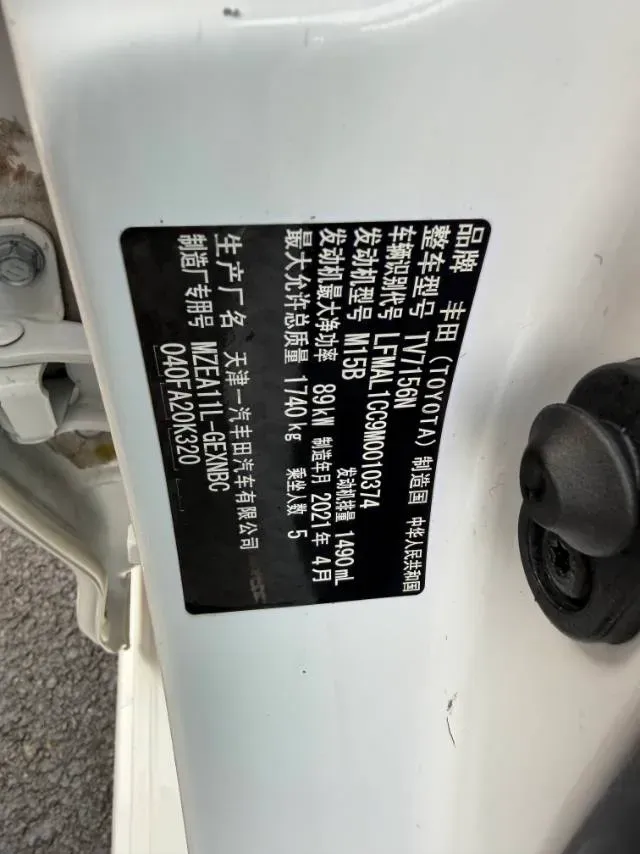 品牌 丰田 (TOYOTA) 制造国 中华人民共和国
整车型号 TV7156N
车辆识别代号 LFMAL1CC9M0010374
发动机型号 M15B 发动机排量 1490mL
发动机最大净功率 89kW 制造年月 2021年4月
最大允许总质量 1740kg 乘坐人数 5
生产厂名 天津一汽丰田汽车有限公司
制造厂专用号 MZEA11L-GEXNBC
040FA20K320